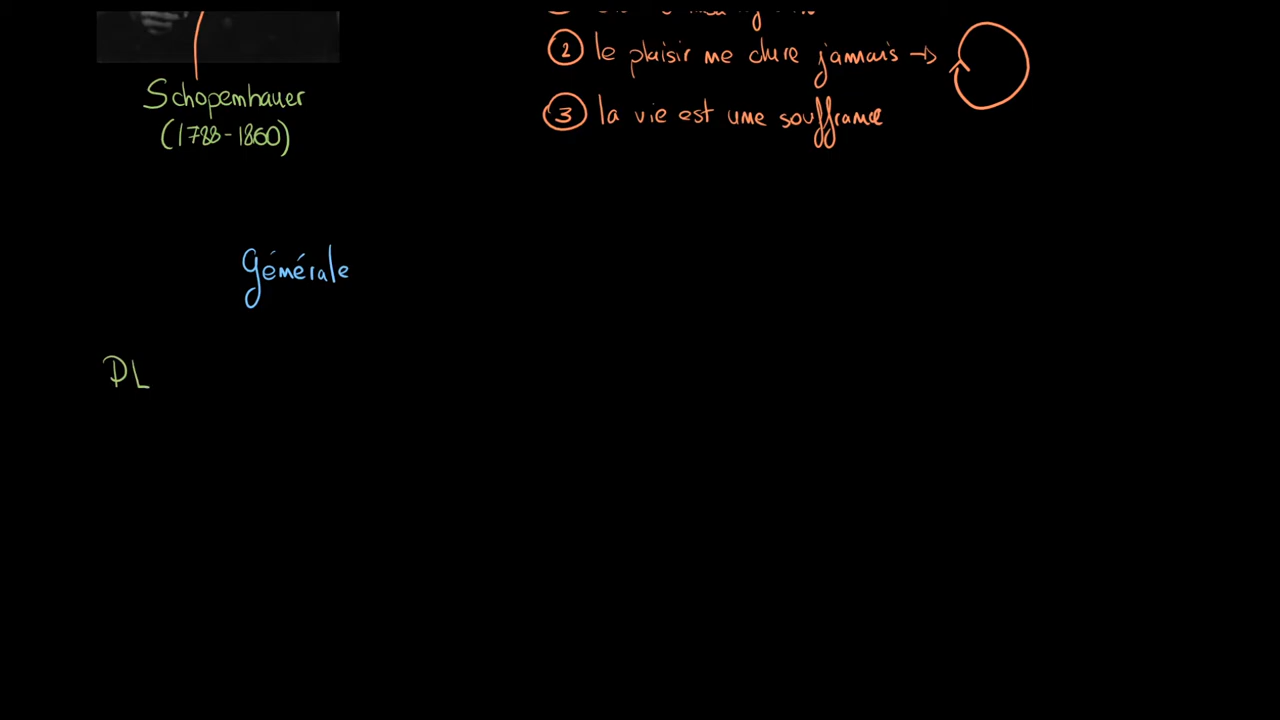 ② le plaisir ne dure jamais →
Schopenhauer
③ la vie est une souffrance
(1788-1860)
Générale
PL